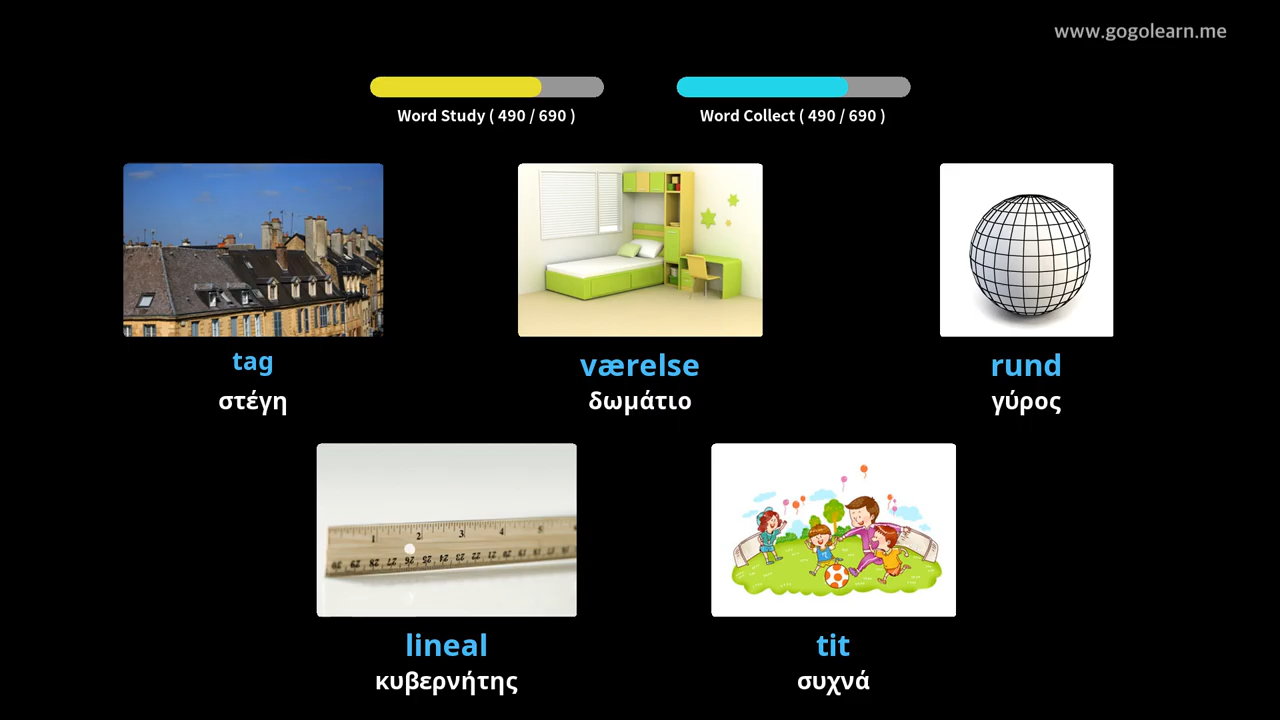 www.gogolearn.me
Word Study ( 490 / 690 )
Word Collect ( 490 / 690 )
tag
στέγη
værelse
δωμάτιο
rund
γύρος
lineal
κυβερνήτης
tit
συχνά